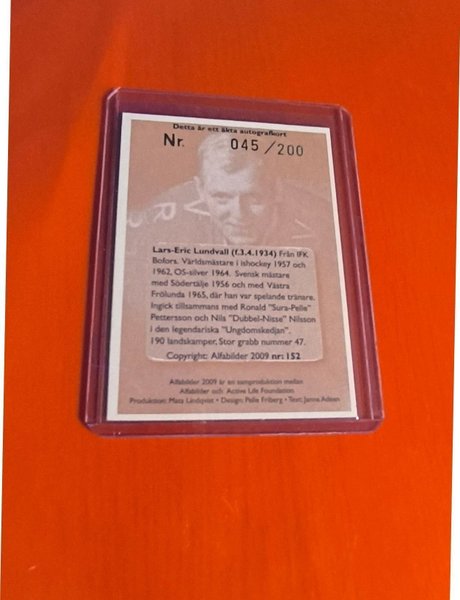 Detta är ett äkta autografkort
Nr. 045/200
Lars-Eric Lundvall (f.3.4.1934) Från IFK
Bofors. Världsmästare i ishockey 1957 och
1962, OS-silver 1964. Svensk mästare
med Södertälje 1956 och med Västra
Frölunda 1965, där han var spelande tränare.
Ingick tillsammans med Ronald "Sura-Pelle"
Pettersson och Nils "Dubbel-Nisse" Nilsson
i den legendariska "Ungdomskedjan".
190 landskamper, Stor grabb nummer 47.
Copyright: Alfabilder 2009 nr: 152
Alfabilder 2009 är en samproduktion mellan
Alfabilder och Active Life Foundation.
Produktion: Mats Lindqvist • Design: Pelle Friberg • Text: Janne Adeen